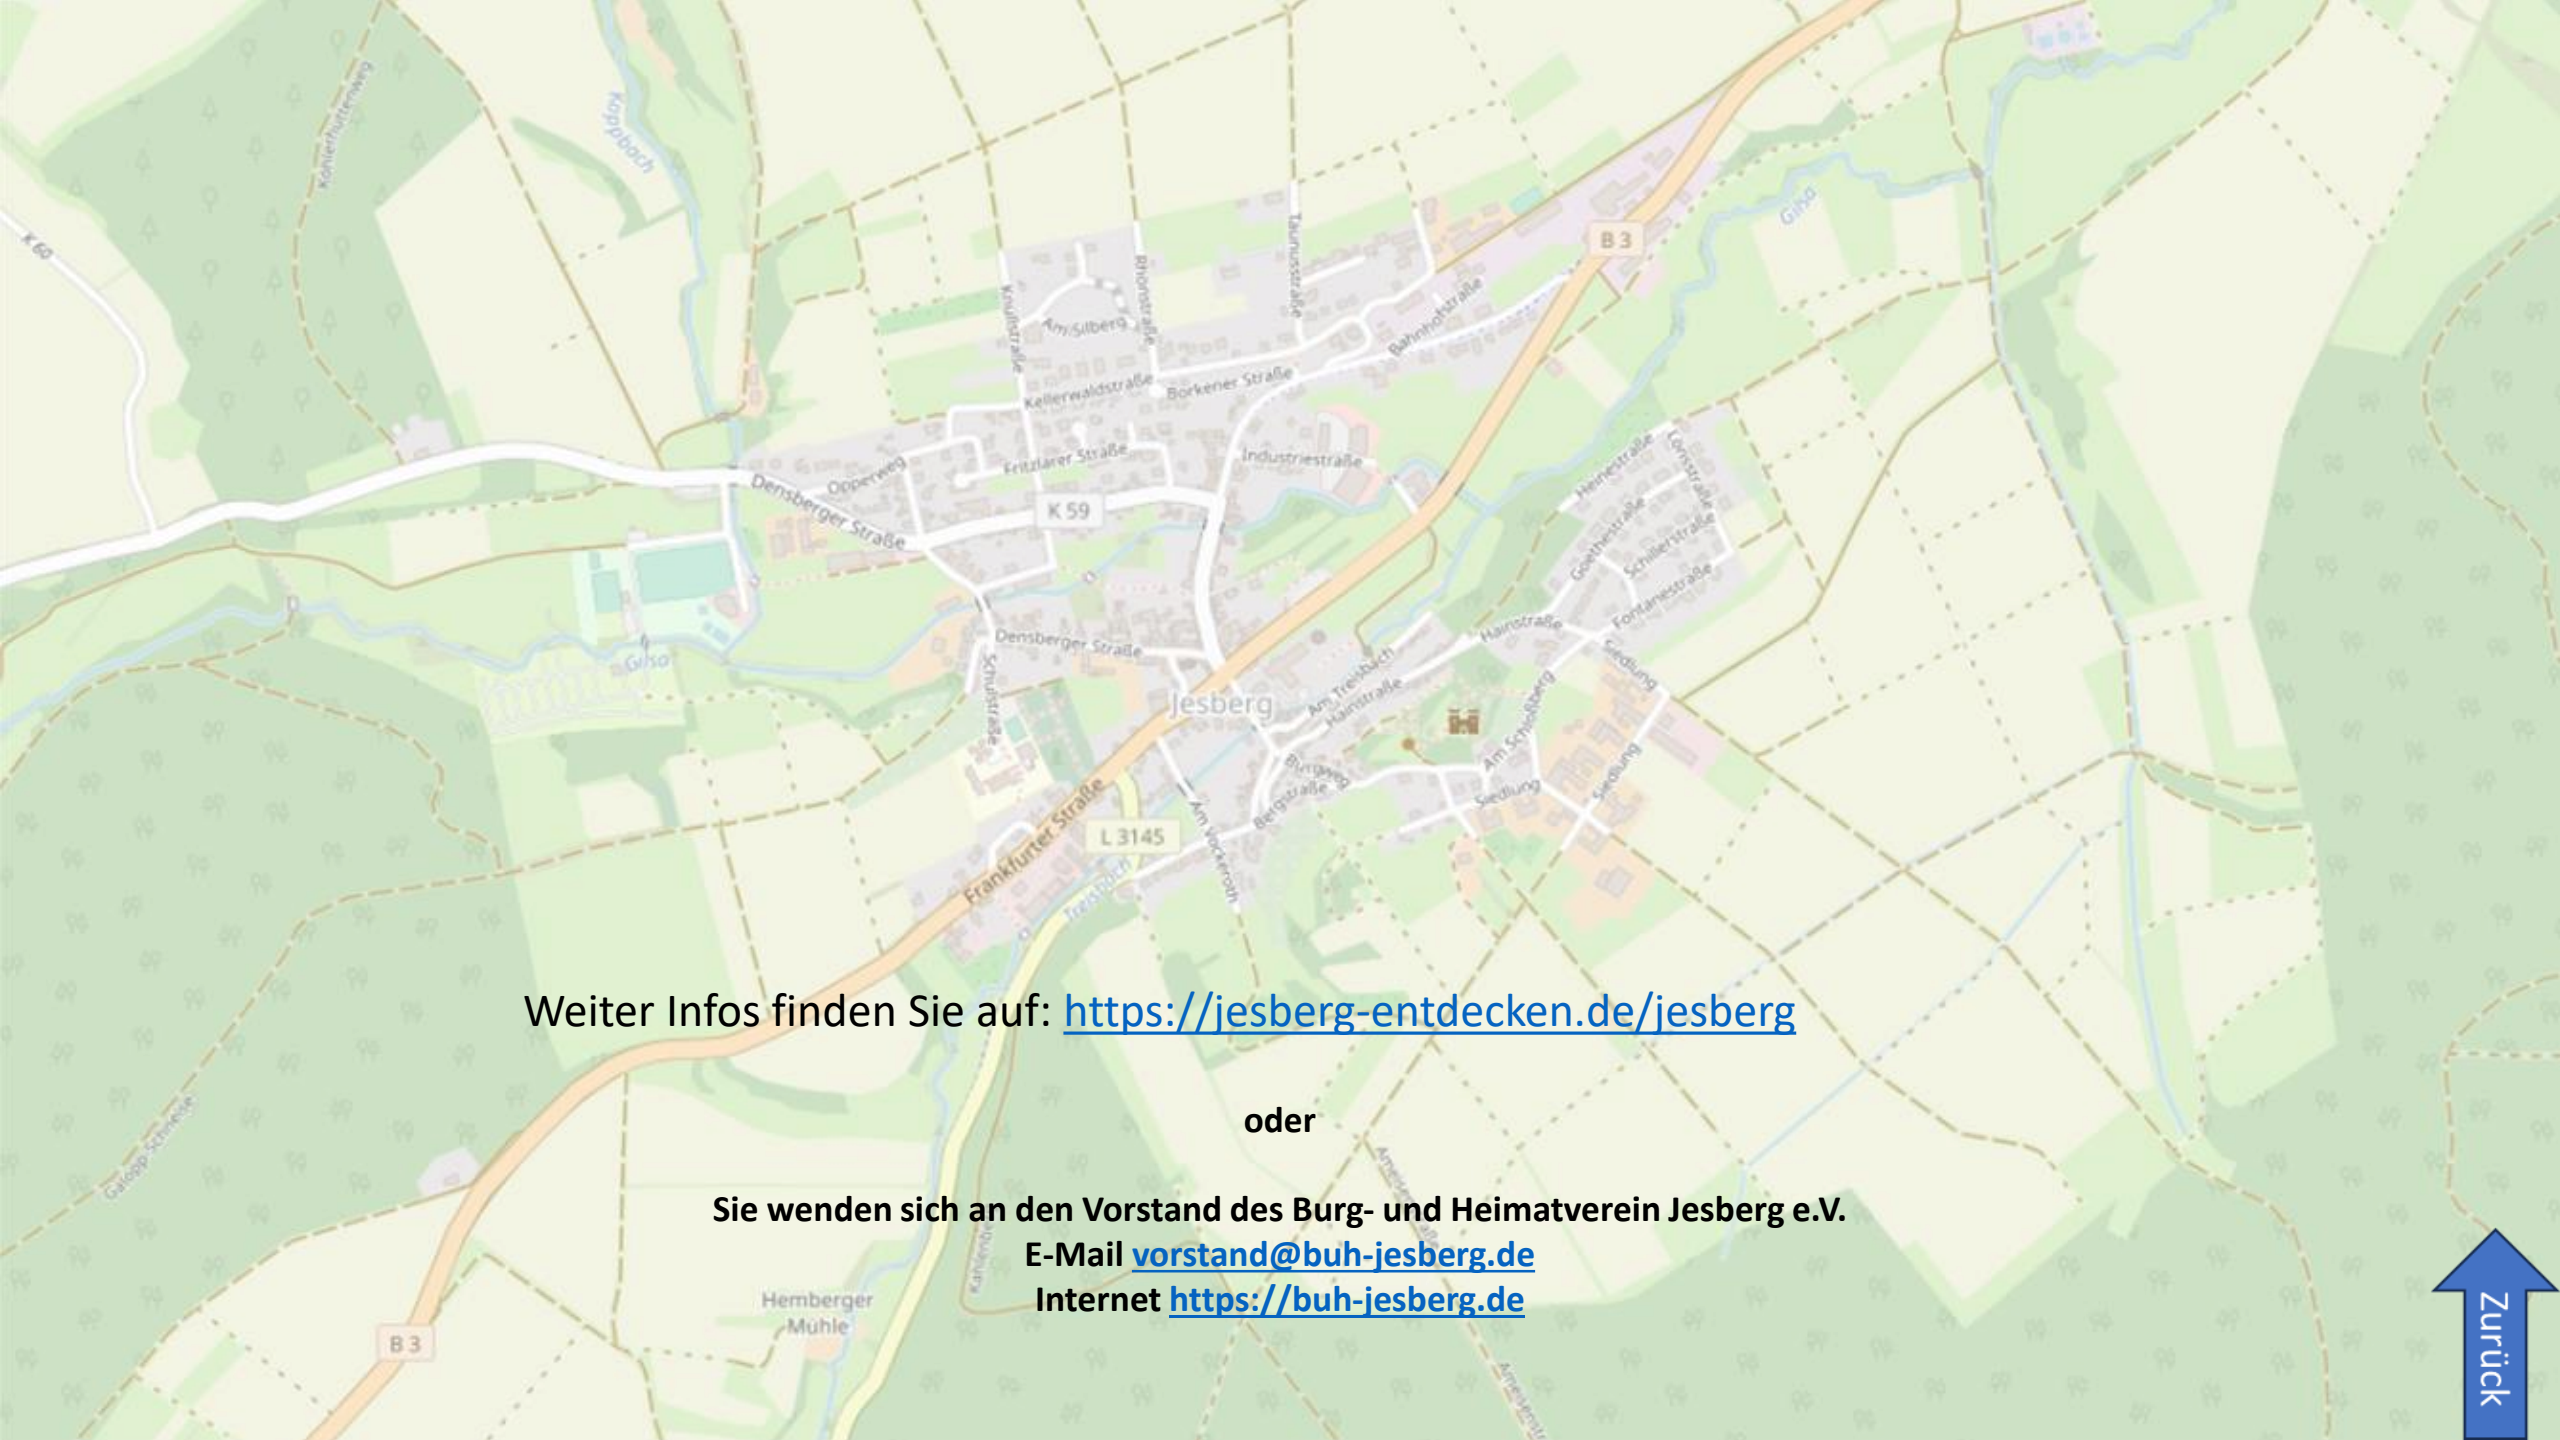 Köhlerhüttenweg
Koppbach
K 60
Gilsa
B 3
Taunusstraße
Rhönstraße
Knüllstraße
Am Silberg
Bahnhofstraße
Kellerwaldstraße
Borkener Straße
Opperweg
Fritzlarer Straße
Industriestraße
Heinestraße
Lönsstraße
Densberger Straße
K 59
Goethestraße
Schillerstraße
Fontanestraße
Hainstraße
Densberger Straße
Gilsa
Schulstraße
Siedlung
Am Treisbach
Hainstraße
Jesberg
Am Schloßberg
Burgweg
Bergstraße
Siedlung
Siedlung
Frankfurter Straße
L 3145
Am Vockeroth
Treisbach
Weiter Infos finden Sie auf: https://jesberg-entdecken.de/jesberg
Galopp-Schneise
oder
Sie wenden sich an den Vorstand des Burg- und Heimatverein Jesberg e.V.
E-Mail vorstand@buh-jesberg.de
Internet https://buh-jesberg.de
Hemberger
Mühle
B 3
Zurück